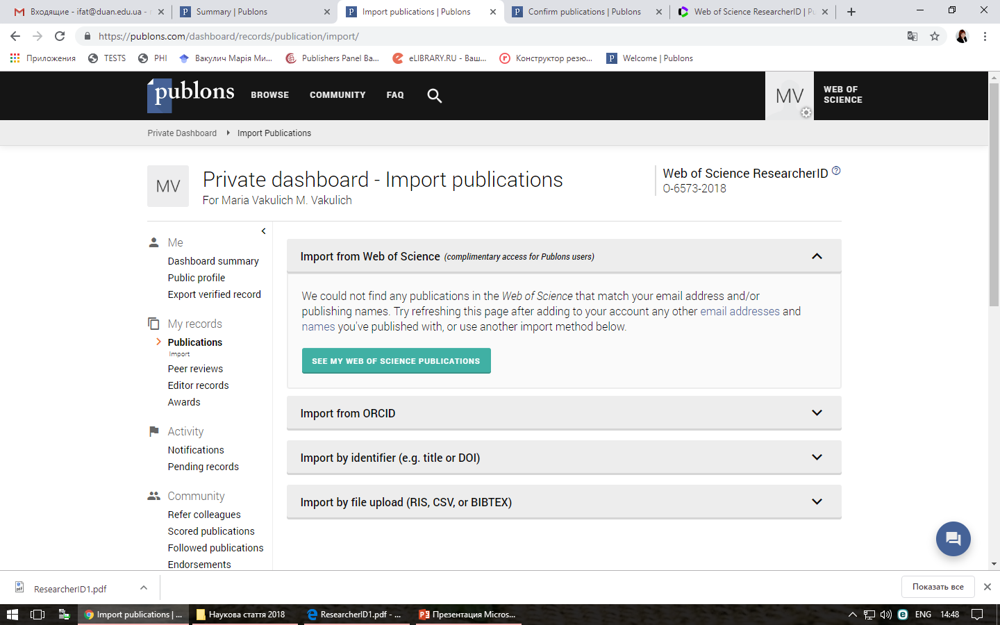 Входящие - ifat@duan.edu.ua -
Summary | Publons
Import publications | Publons
Confirm publications | Publons
Web of Science ResearcherID |
https://publons.com/dashboard/records/publication/import/
Приложения
TESTS
PHI
Вакулич Марія Ми...
Publishers Panel Ba...
eLIBRARY.RU - Ваш...
Конструктор резю...
Welcome | Publons
publons
BROWSE
COMMUNITY
FAQ
MV
WEB OF
SCIENCE
Private Dashboard
Import Publications
MV
Private dashboard - Import publications
For Maria Vakulich M. Vakulich
Web of Science ResearcherID
O-6573-2018
Me
Dashboard summary
Public profile
Export verified record
My records
Publications
Import
Peer reviews
Editor records
Awards
Activity
Notifications
Pending records
Community
Refer colleagues
Scored publications
Followed publications
Endorsements
Import from Web of Science (complimentary access for Publons users)
We could not find any publications in the Web of Science that match your email address and/or
publishing names. Try refreshing this page after adding to your account any other email addresses and
names you've published with, or use another import method below.
SEE MY WEB OF SCIENCE PUBLICATIONS
Import from ORCID
Import by identifier (e.g. title or DOI)
Import by file upload (RIS, CSV, or BIBTEX)
ResearcherID1.pdf
Показать все
Import publications | ...
Наукова стаття 2018
ResearcherID1.pdf - ...
Презентация Micros...
ENG
14:48